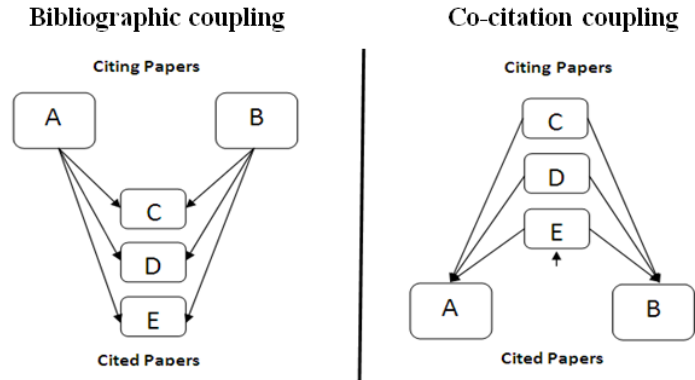 Bibliographic coupling
Citing Papers
A
B
C
D
E
Cited Papers
Co-citation coupling
Citing Papers
C
D
E
A
B
Cited Papers